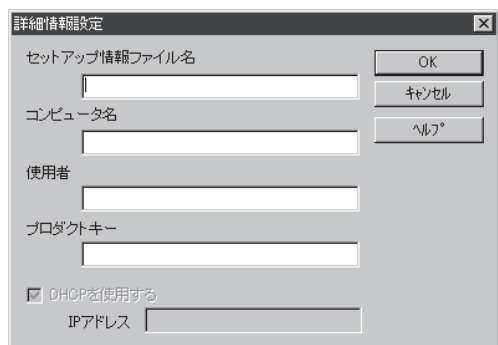 詳細情報設定
セットアップ情報ファイル名
OK
キャンセル
コンピュータ名
ヘルプ
使用者
プロダクトキー
DHCPを使用する
IPアドレス